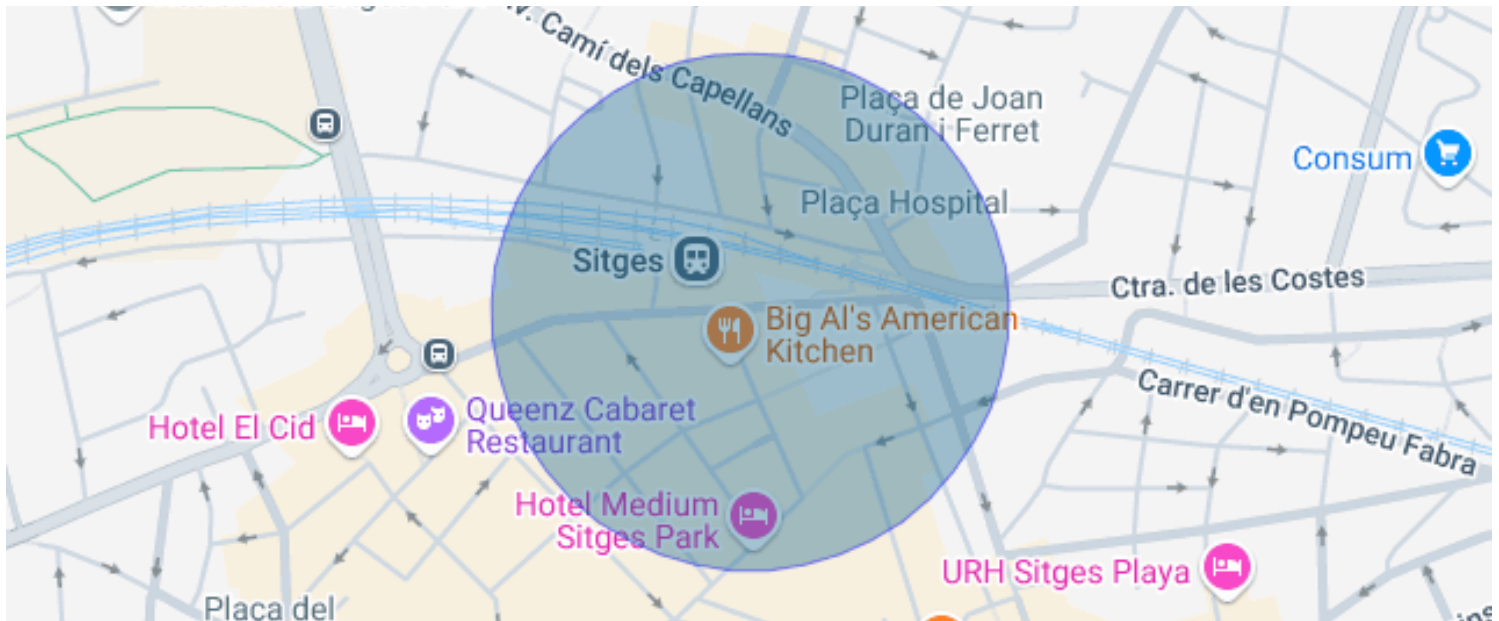 Camí dels Capellans
Plaça de Joan
Duran i Ferret
Consum
Plaça Hospital
Sitges
Ctra. de les Costes
Big Al's American
Kitchen
Carrer d'en Pompeu Fabra
Queenz Cabaret
Restaurant
Hotel El Cid
Hotel Medium
Sitges Park
URH Sitges Playa
Plaça del